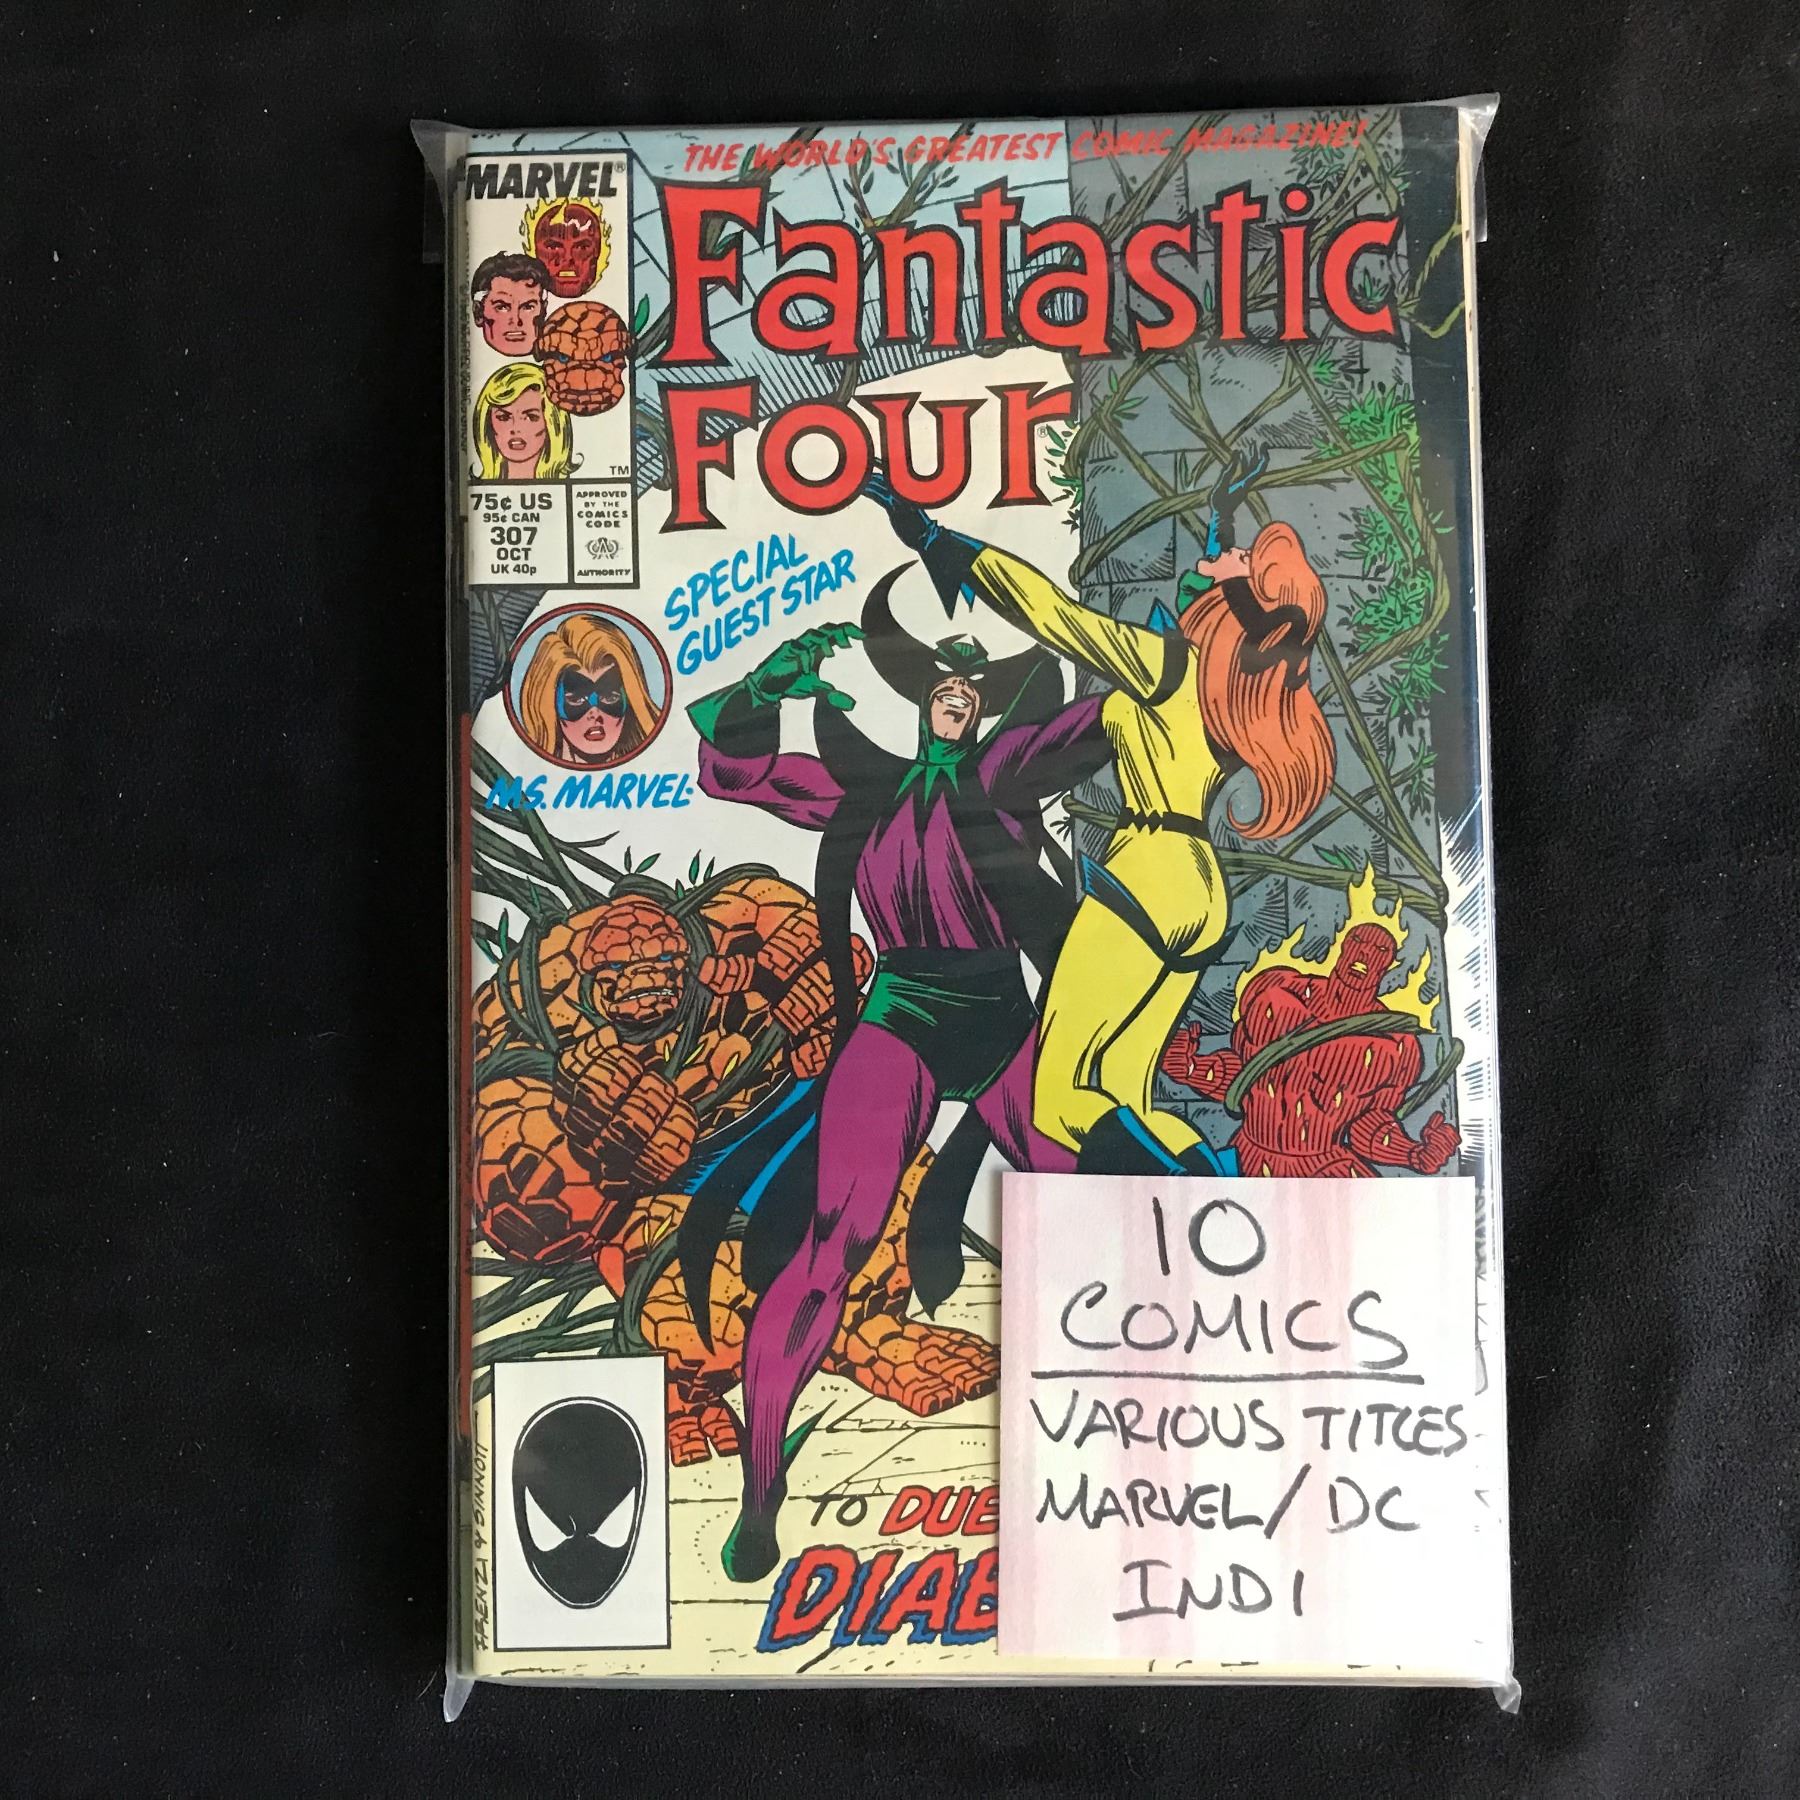 THE WORLD'S GREATEST COMIC MAGAZINE!
MARVEL®
Fantastic
Four®
TM
75¢ US
95¢ CAN
307
OCT
UK 40p
APPROVED
BY THE
COMICS
CODE
AUTHORITY
SPECIAL
GUEST STAR
MS. MARVEL
TO DUE
DIAB
FRENZ & SINNOTT
10
COMICS
VARIOUS TITLES
MARVEL/DC
INDI